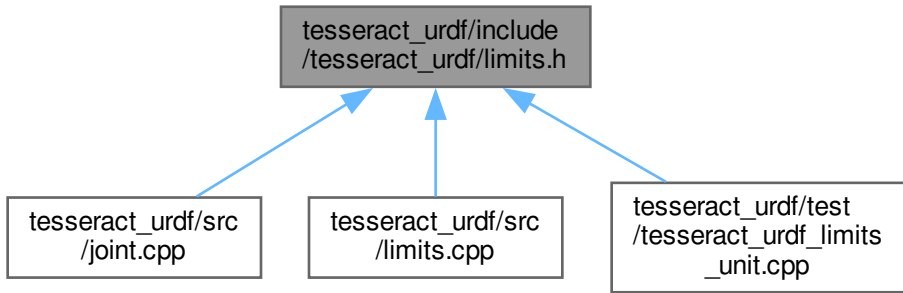 tesseract_urdf/include
/tesseract_urdf/limits.h
tesseract_urdf/src
/joint.cpp
tesseract_urdf/src
/limits.cpp
tesseract_urdf/test
/tesseract_urdf_limits
_unit.cpp